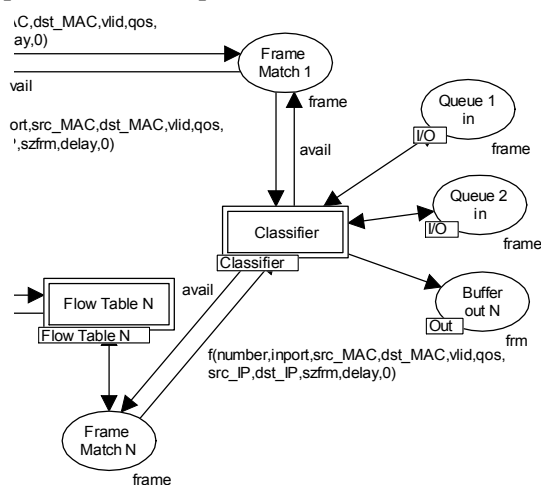 C,dst_MAC,vlid,qos,
ay,0)
vail
ort,src_MAC,dst_MAC,vlid,qos,
,szfrm,delay,0)
Frame
Match 1
frame
avail
Queue 1
in
I/O
frame
Queue 2
in
I/O
frame
Classifier
Classifier
Buffer
out N
Out
frm
Flow Table N
Flow Table N
avail
f(number,inport,src_MAC,dst_MAC,vlid,qos,
src_IP,dst_IP,szfrm,delay,0)
Frame
Match N
frame